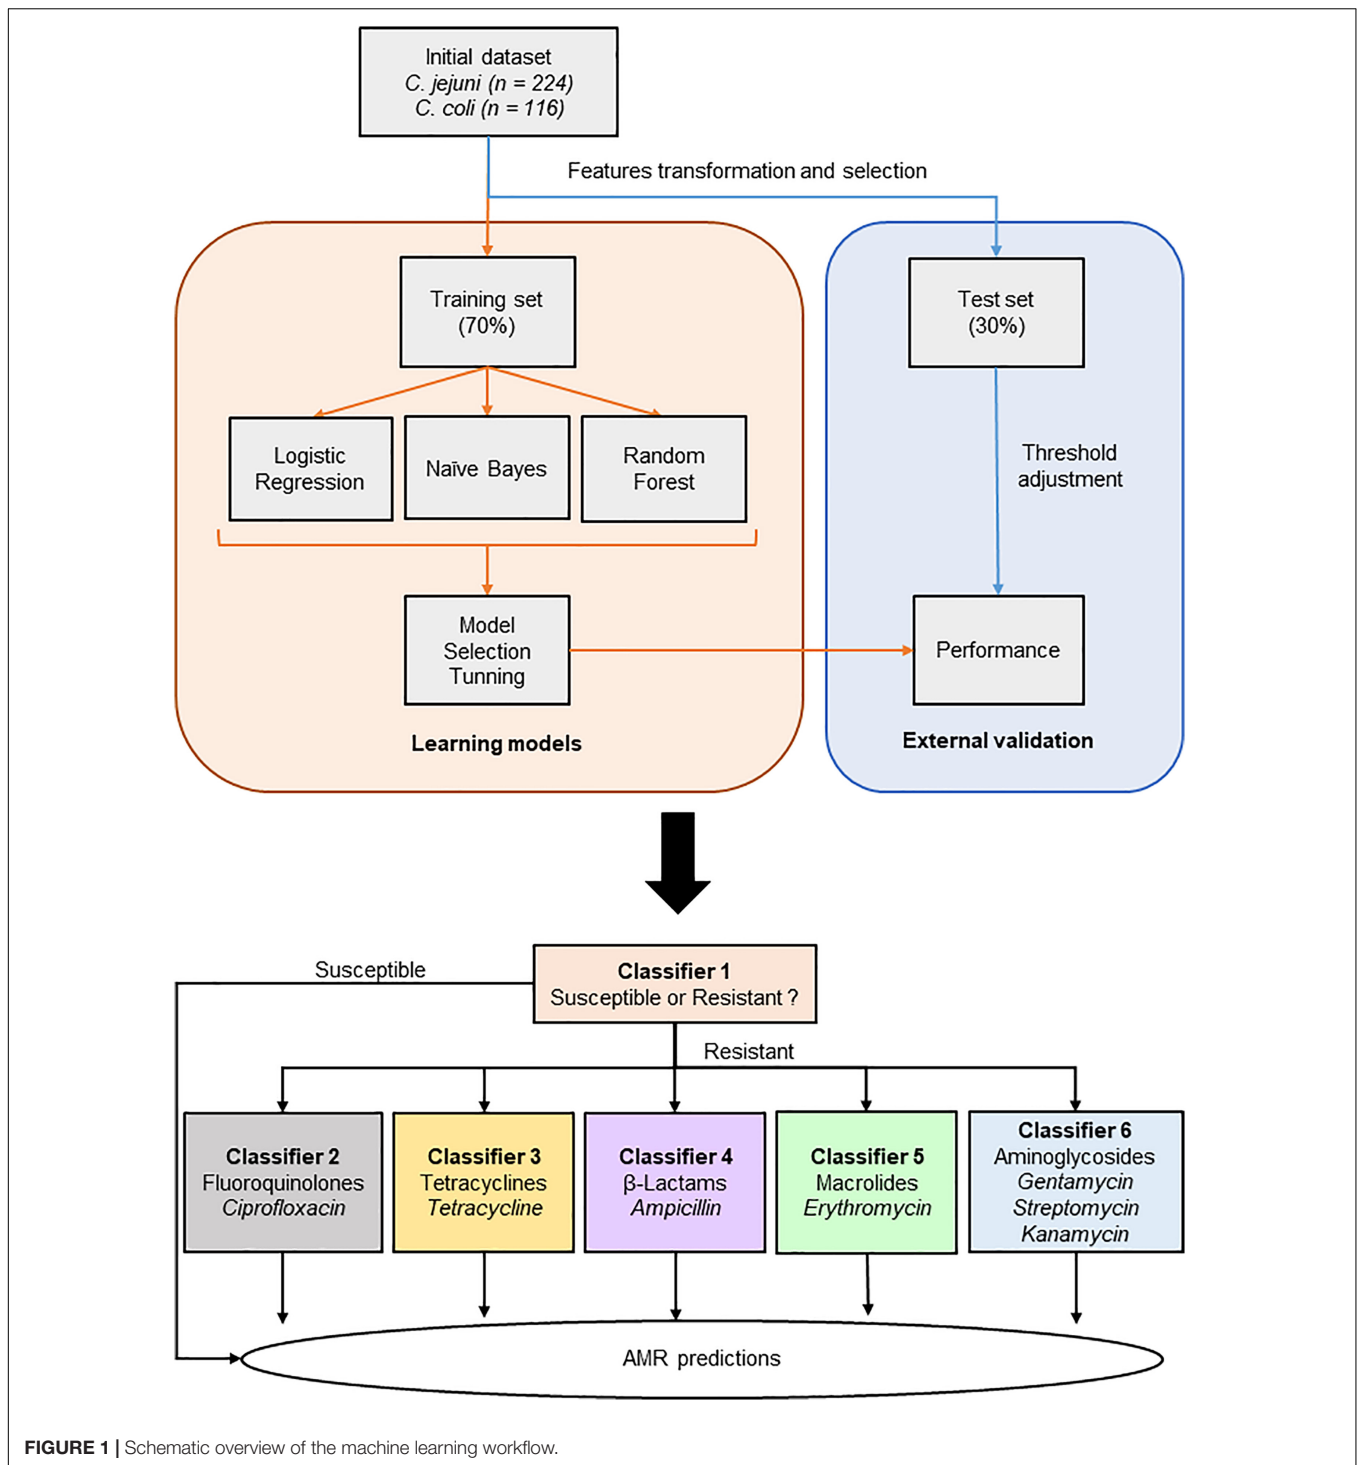 Initial dataset
C. jejuni (n = 224)
C. coli (n = 116)
Features transformation and selection
Training set
(70%)
Test set
(30%)
Logistic
Regression
Naïve Bayes
Random
Forest
Threshold
adjustment
Model
Selection
Tunning
Performance
Learning models
External validation
Classifier 1
Susceptible or Resistant ?
Susceptible
Resistant
Classifier 2
Fluoroquinolones
Ciprofloxacin
Classifier 3
Tetracyclines
Tetracycline
Classifier 4
β-Lactams
Ampicillin
Classifier 5
Macrolides
Erythromycin
Classifier 6
Aminoglycosides
Gentamycin
Streptomycin
Kanamycin
AMR predictions
FIGURE 1 | Schematic overview of the machine learning workflow.